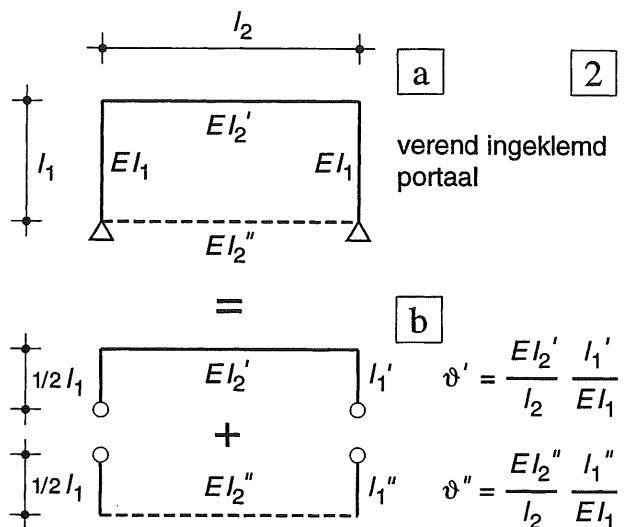 l₂
a
2
EI₂'
verend ingeklemd
portaal
l₁
EI₁
EI₁
EI₂"
=
b
1/2 l₁
EI₂'
l₁'
ϑ' = EI₂'/l₂ l₁'/EI₁
+
1/2 l₁
EI₂"
l₁"
ϑ" = EI₂"/l₂ l₁"/EI₁